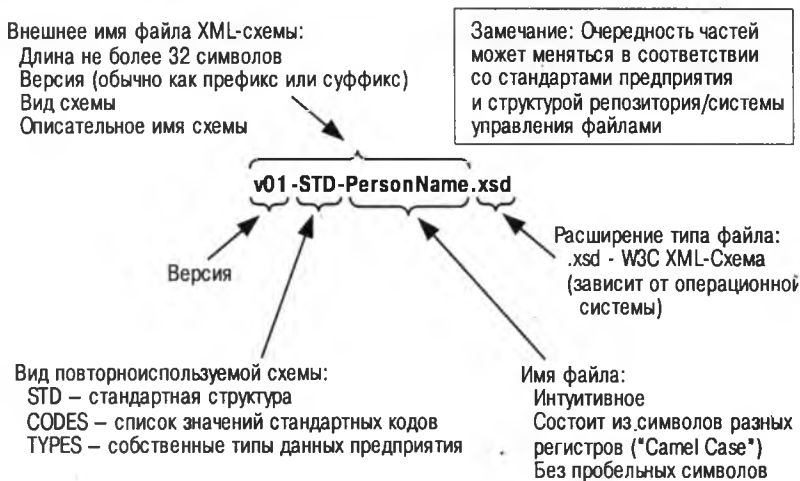 Внешнее имя файла XML-схемы:
Длина не более 32 символов
Версия (обычно как префикс или суффикс)
Вид схемы
Описательное имя схемы
Замечание: Очередность частей
может меняться в соответствии
со стандартами предприятия
и структурой репозитория/системы
управления файлами
v01-STD-PersonName.xsd
Версия
Расширение типа файла:
.xsd - W3C XML-Схема
(зависит от операционной
системы)
Вид повторноиспользуемой схемы:
STD – стандартная структура
CODES – список значений стандартных кодов
TYPES – собственные типы данных предприятия
Имя файла:
Интуитивное
Состоит из символов разных
регистров ("Camel Case")
Без пробельных символов